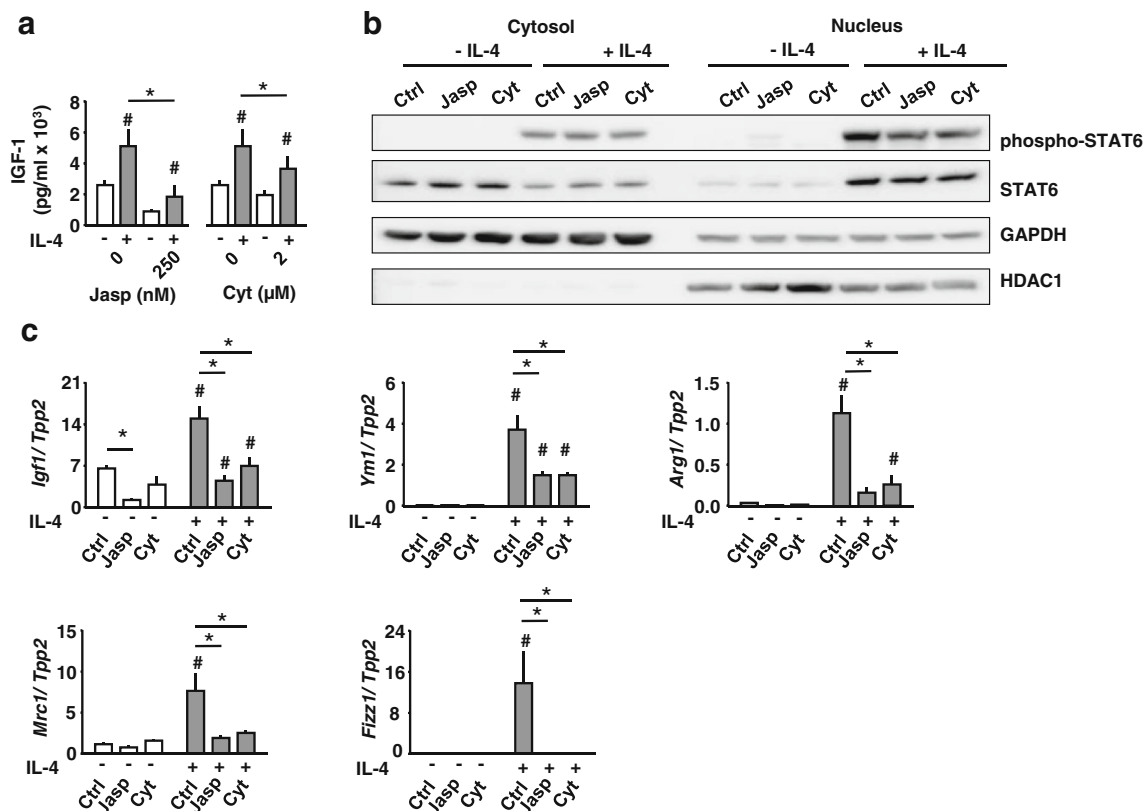 a
IGF-1
(pg/ml x 10³)
8
6
4
2
0
# * #
# * #
IL-4 - + - + - + - +
0 250 0 2
Jasp (nM) Cyt (µM)
b
Cytosol Nucleus
- IL-4 + IL-4 - IL-4 + IL-4
Ctrl Jasp Cyt Ctrl Jasp Cyt Ctrl Jasp Cyt Ctrl Jasp Cyt
phospho-STAT6
STAT6
GAPDH
HDAC1
c
Igf1/ Tpp2
21
14
7
0
*
*
*
# # #
IL-4 - - - + + +
Ctrl Jasp Cyt Ctrl Jasp Cyt
Ym1/ Tpp2
6
4
2
0
*
*
# # #
IL-4 - - - + + +
Ctrl Jasp Cyt Ctrl Jasp Cyt
Arg1/ Tpp2
1.5
1.0
0.5
0.0
*
*
# #
IL-4 - - - + + +
Ctrl Jasp Cyt Ctrl Jasp Cyt
Mrc1/ Tpp2
15
10
5
0
*
*
#
IL-4 - - - + + +
Ctrl Jasp Cyt Ctrl Jasp Cyt
Fizz1/ Tpp2
24
16
8
0
*
*
#
IL-4 - - - + + +
Ctrl Jasp Cyt Ctrl Jasp Cyt